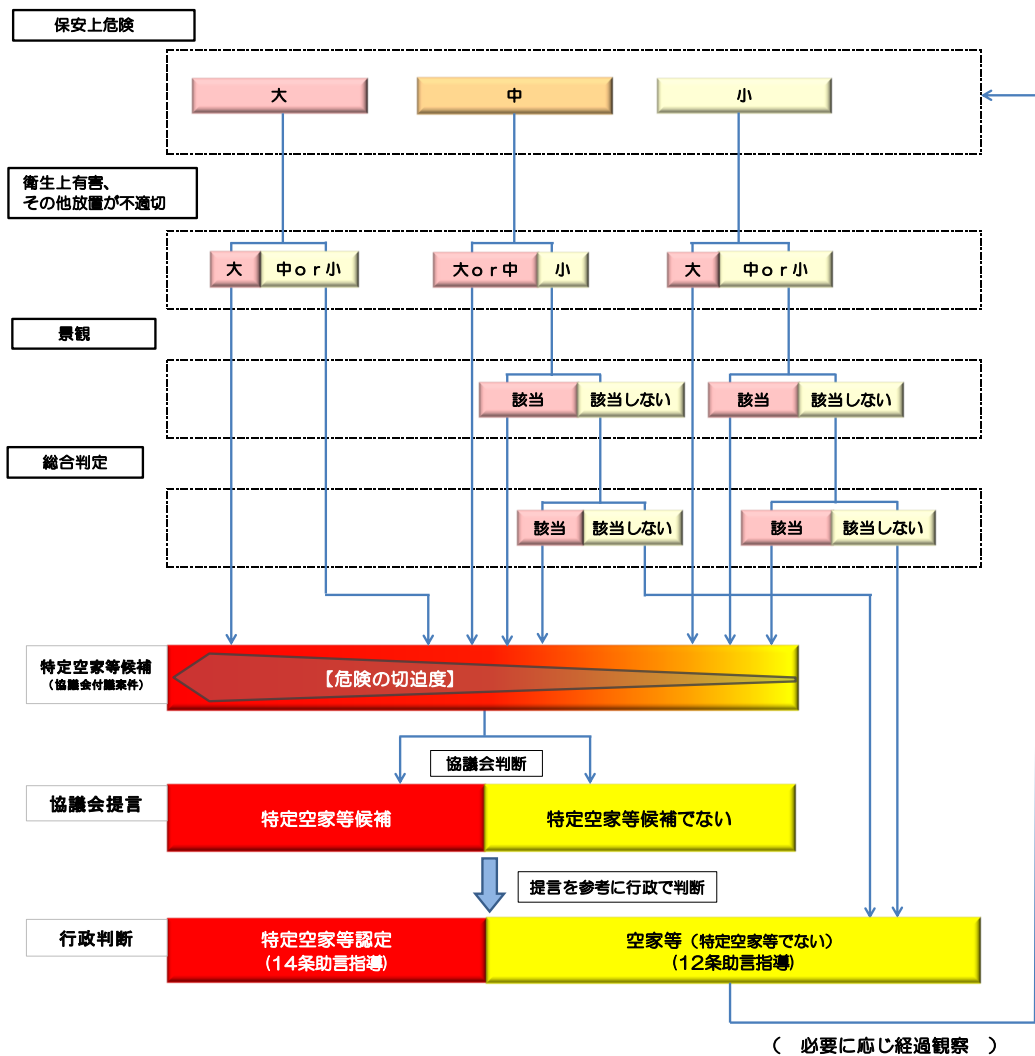 保安上危険
大
中
小
衛生上有害、
その他放置が不適切
大
中or小
大or中
小
大
中or小
景観
該当
該当しない
該当
該当しない
総合判定
該当
該当しない
該当
該当しない
特定空家等候補
(協議会付議案件)
【危険の切迫度】
協議会判断
協議会提言
特定空家等候補
特定空家等候補でない
提言を参考に行政で判断
行政判断
特定空家等認定
(14条助言指導)
空家等（特定空家等でない）
(12条助言指導)
（　必要に応じ経過観察　）